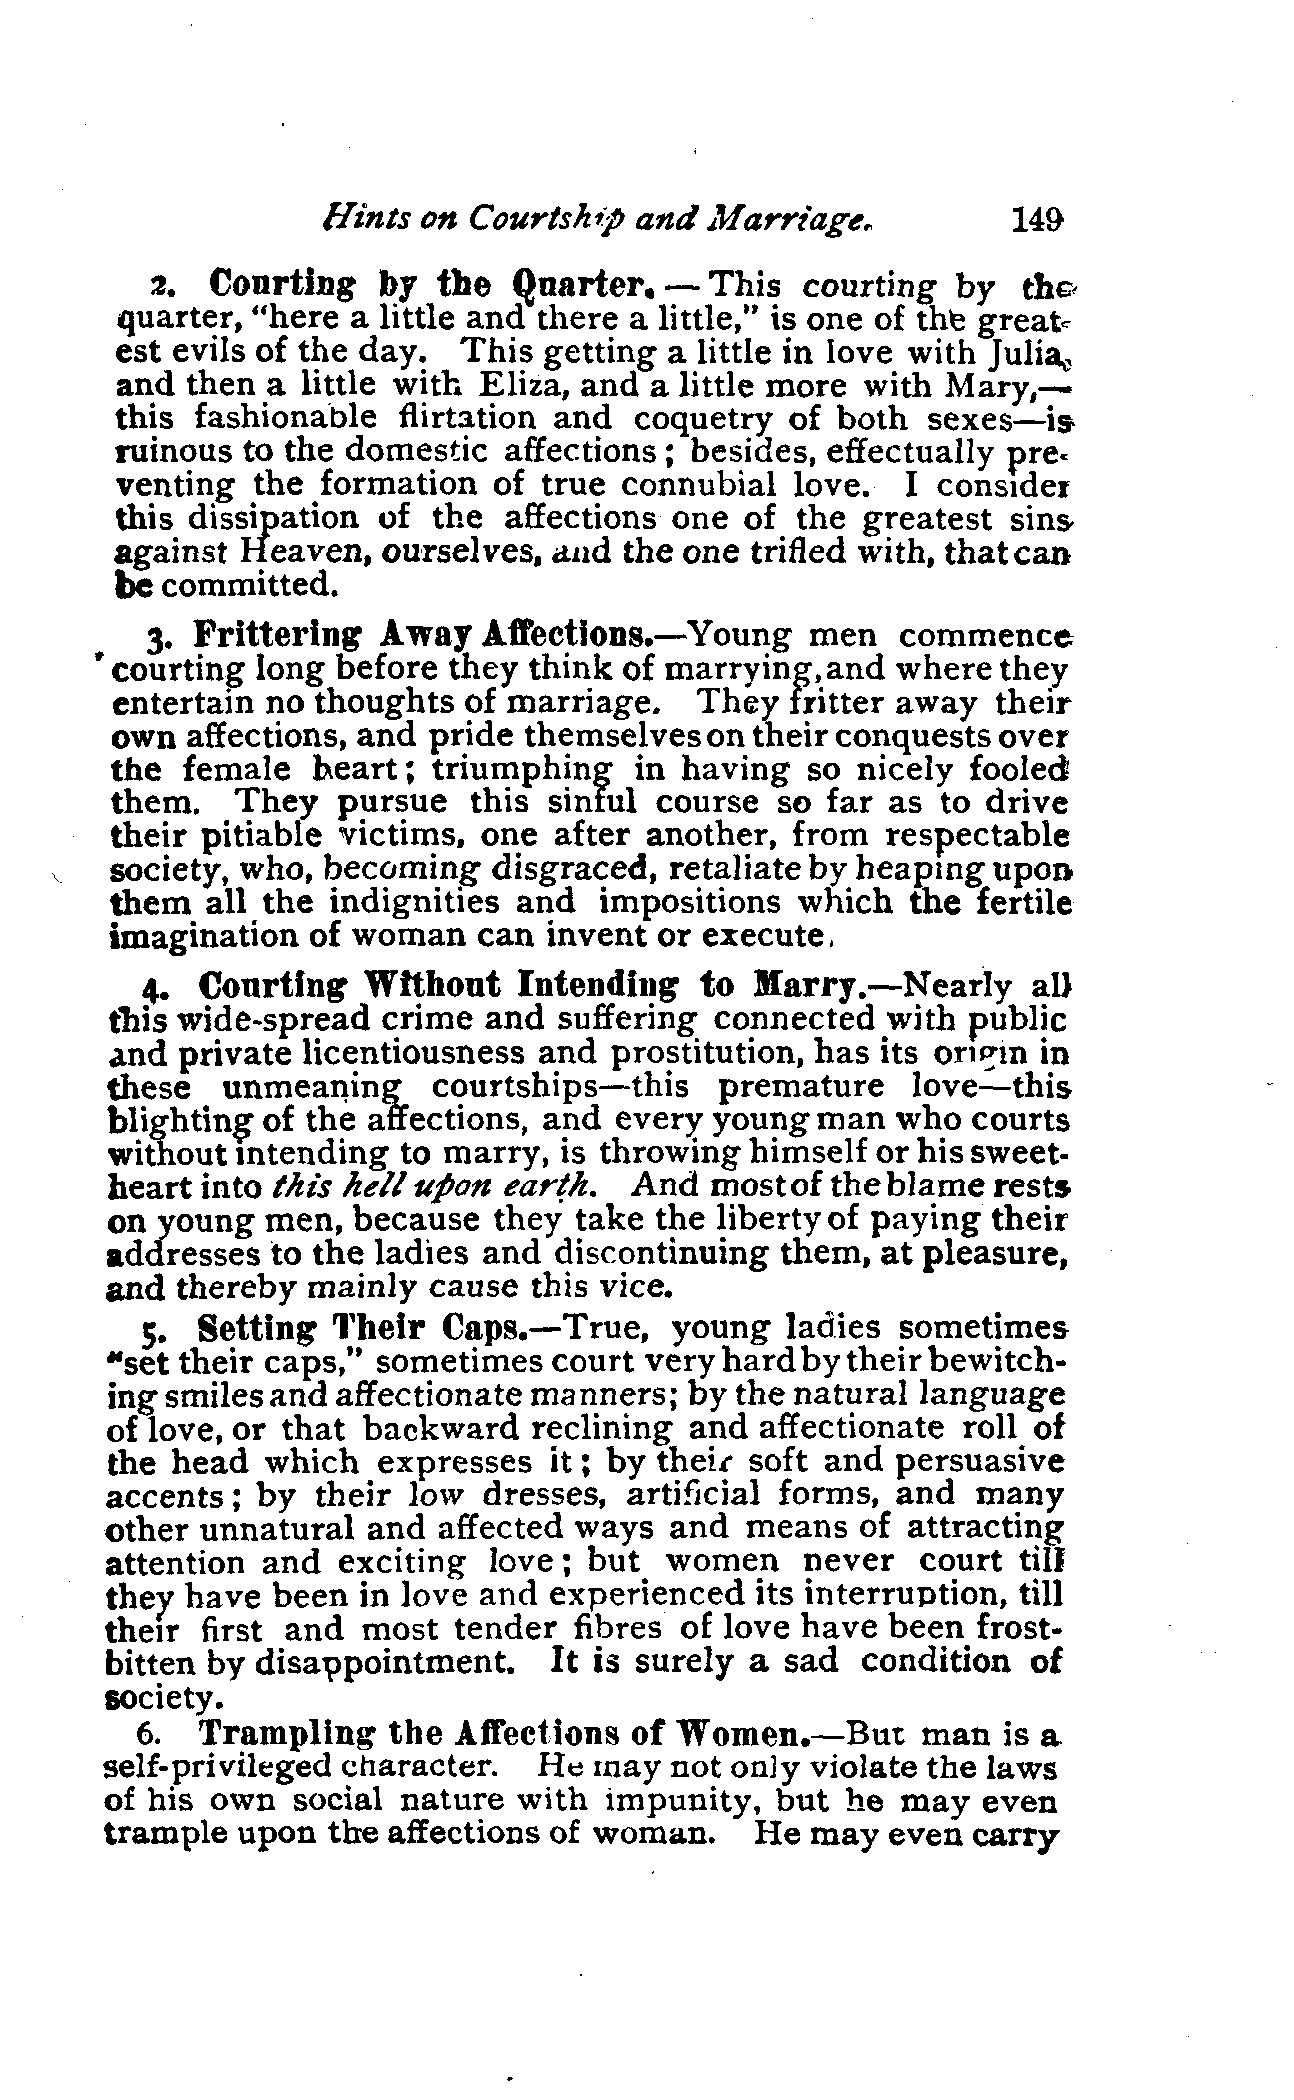 Hints on Courtship and Marriage. 149
2. Courting by the Quarter. — This courting by the
quarter, "here a little and there a little," is one of the great-
est evils of the day. This getting a little in love with Julia,
and then a little with Eliza, and a little more with Mary,—
this fashionable flirtation and coquetry of both sexes—is
ruinous to the domestic affections; besides, effectually pre-
venting the formation of true connubial love. I consider
this dissipation of the affections one of the greatest sins
against Heaven, ourselves, and the one trifled with, that can
be committed.
3. Frittering Away Affections.—Young men commence
courting long before they think of marrying, and where they
entertain no thoughts of marriage. They fritter away their
own affections, and pride themselves on their conquests over
the female heart; triumphing in having so nicely fooled
them. They pursue this sinful course so far as to drive
their pitiable victims, one after another, from respectable
society, who, becoming disgraced, retaliate by heaping upon
them all the indignities and impositions which the fertile
imagination of woman can invent or execute.
4. Courting Without Intending to Marry.—Nearly all
this wide-spread crime and suffering connected with public
and private licentiousness and prostitution, has its origin in
these unmeaning courtships—this premature love—this
blighting of the affections, and every young man who courts
without intending to marry, is throwing himself or his sweet-
heart into this hell upon earth. And most of the blame rests
on young men, because they take the liberty of paying their
addresses to the ladies and discontinuing them, at pleasure,
and thereby mainly cause this vice.
5. Setting Their Caps.—True, young ladies sometimes
"set their caps," sometimes court very hard by their bewitch-
ing smiles and affectionate manners; by the natural language
of love, or that backward reclining and affectionate roll of
the head which expresses it; by their soft and persuasive
accents; by their low dresses, artificial forms, and many
other unnatural and affected ways and means of attracting
attention and exciting love; but women never court till
they have been in love and experienced its interruption, till
their first and most tender fibres of love have been frost-
bitten by disappointment. It is surely a sad condition of
society.
6. Trampling the Affections of Women.—But man is a
self-privileged character. He may not only violate the laws
of his own social nature with impunity, but he may even
trample upon the affections of woman. He may even carry